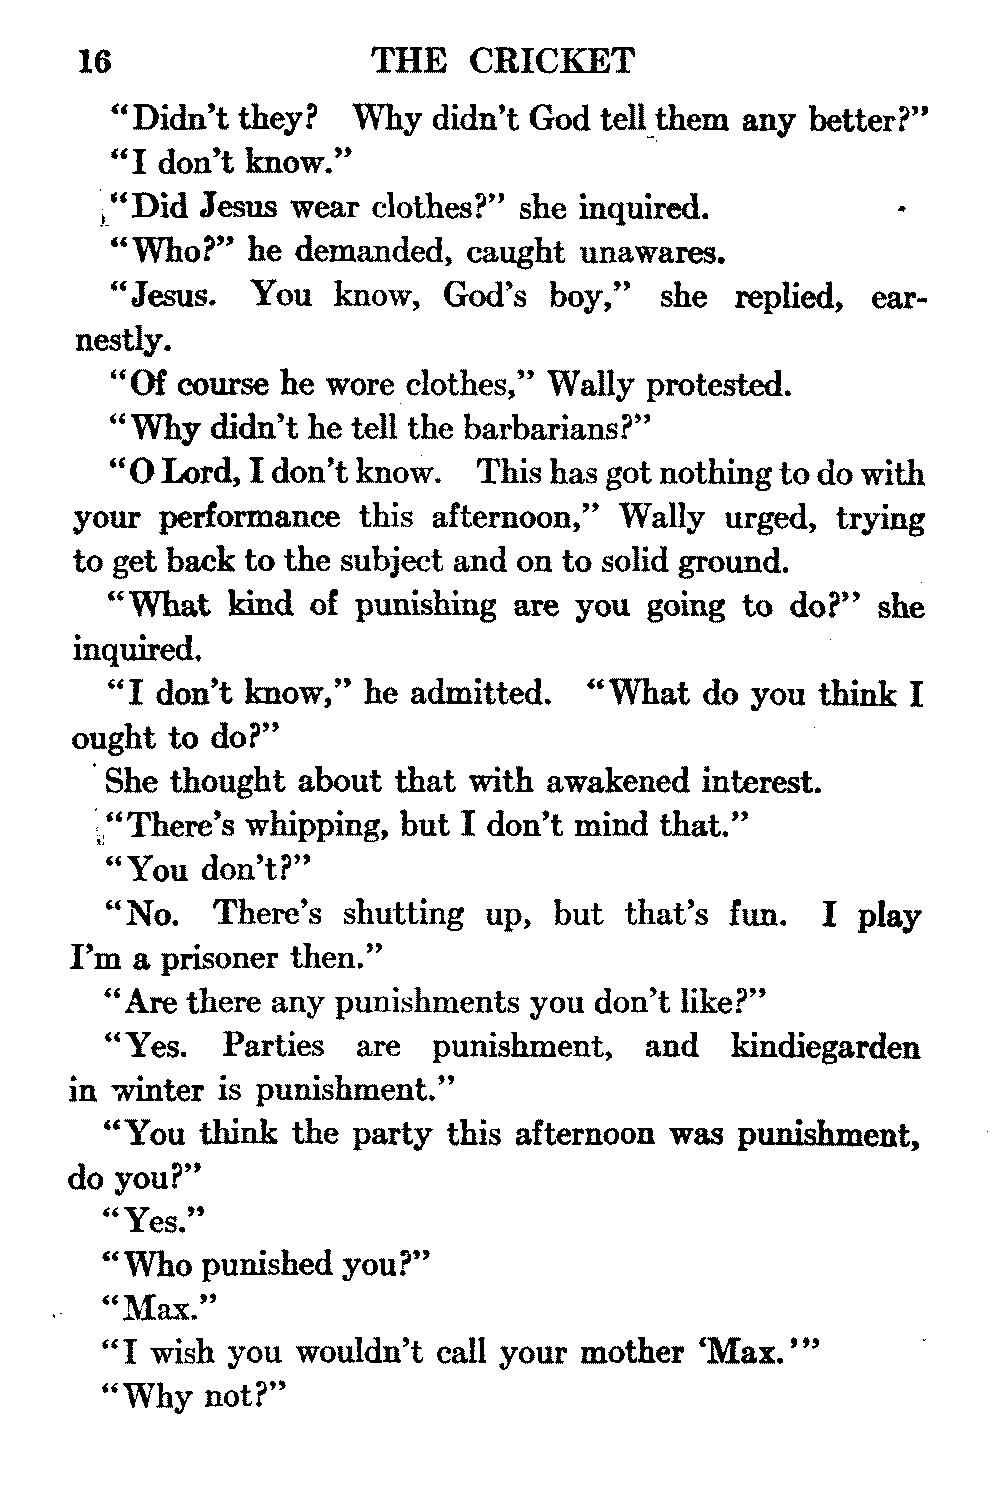 16 THE CRICKET
"Didn't they? Why didn't God tell them any better?"
"I don't know."
"Did Jesus wear clothes?" she inquired.
"Who?" he demanded, caught unawares.
"Jesus. You know, God's boy," she replied, ear-
nestly.
"Of course he wore clothes," Wally protested.
"Why didn't he tell the barbarians?"
"O Lord, I don't know. This has got nothing to do with
your performance this afternoon," Wally urged, trying
to get back to the subject and on to solid ground.
"What kind of punishing are you going to do?" she
inquired.
"I don't know," he admitted. "What do you think I
ought to do?"
She thought about that with awakened interest.
"There's whipping, but I don't mind that."
"You don't?"
"No. There's shutting up, but that's fun. I play
I'm a prisoner then."
"Are there any punishments you don't like?"
"Yes. Parties are punishment, and kindiegarden
in winter is punishment."
"You think the party this afternoon was punishment,
do you?"
"Yes."
"Who punished you?"
"Max."
"I wish you wouldn't call your mother 'Max.'"
"Why not?"